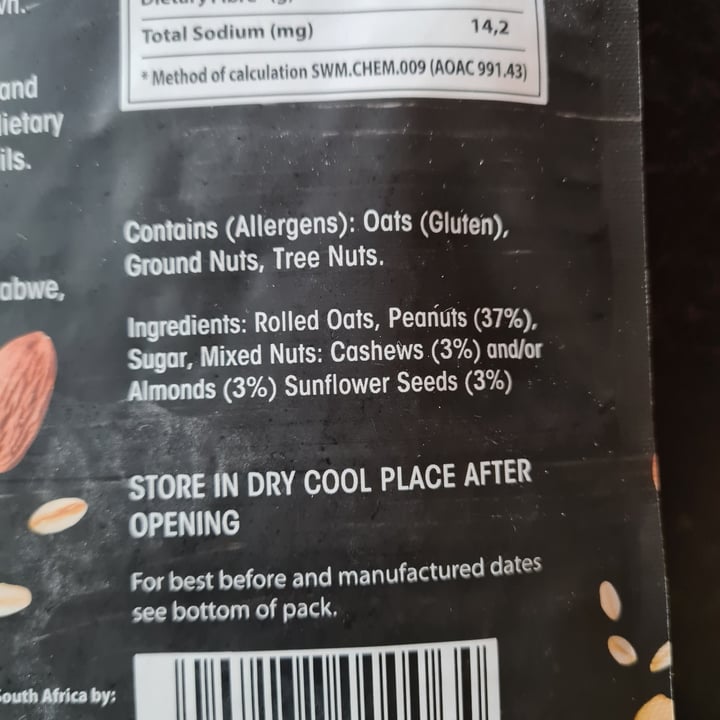 Total Sodium (mg) 14,2
* Method of calculation SWM.CHEM.009 (AOAC 991.43)
and
ils.
Contains (Allergens): Oats (Gluten),
Ground Nuts, Tree Nuts.
Ingredients: Rolled Oats, Peanuts (37%),
Sugar, Mixed Nuts: Cashews (3%) and/or
Almonds (3%) Sunflower Seeds (3%)
STORE IN DRY COOL PLACE AFTER
OPENING
For best before and manufactured dates
see bottom of pack.
Africa by: